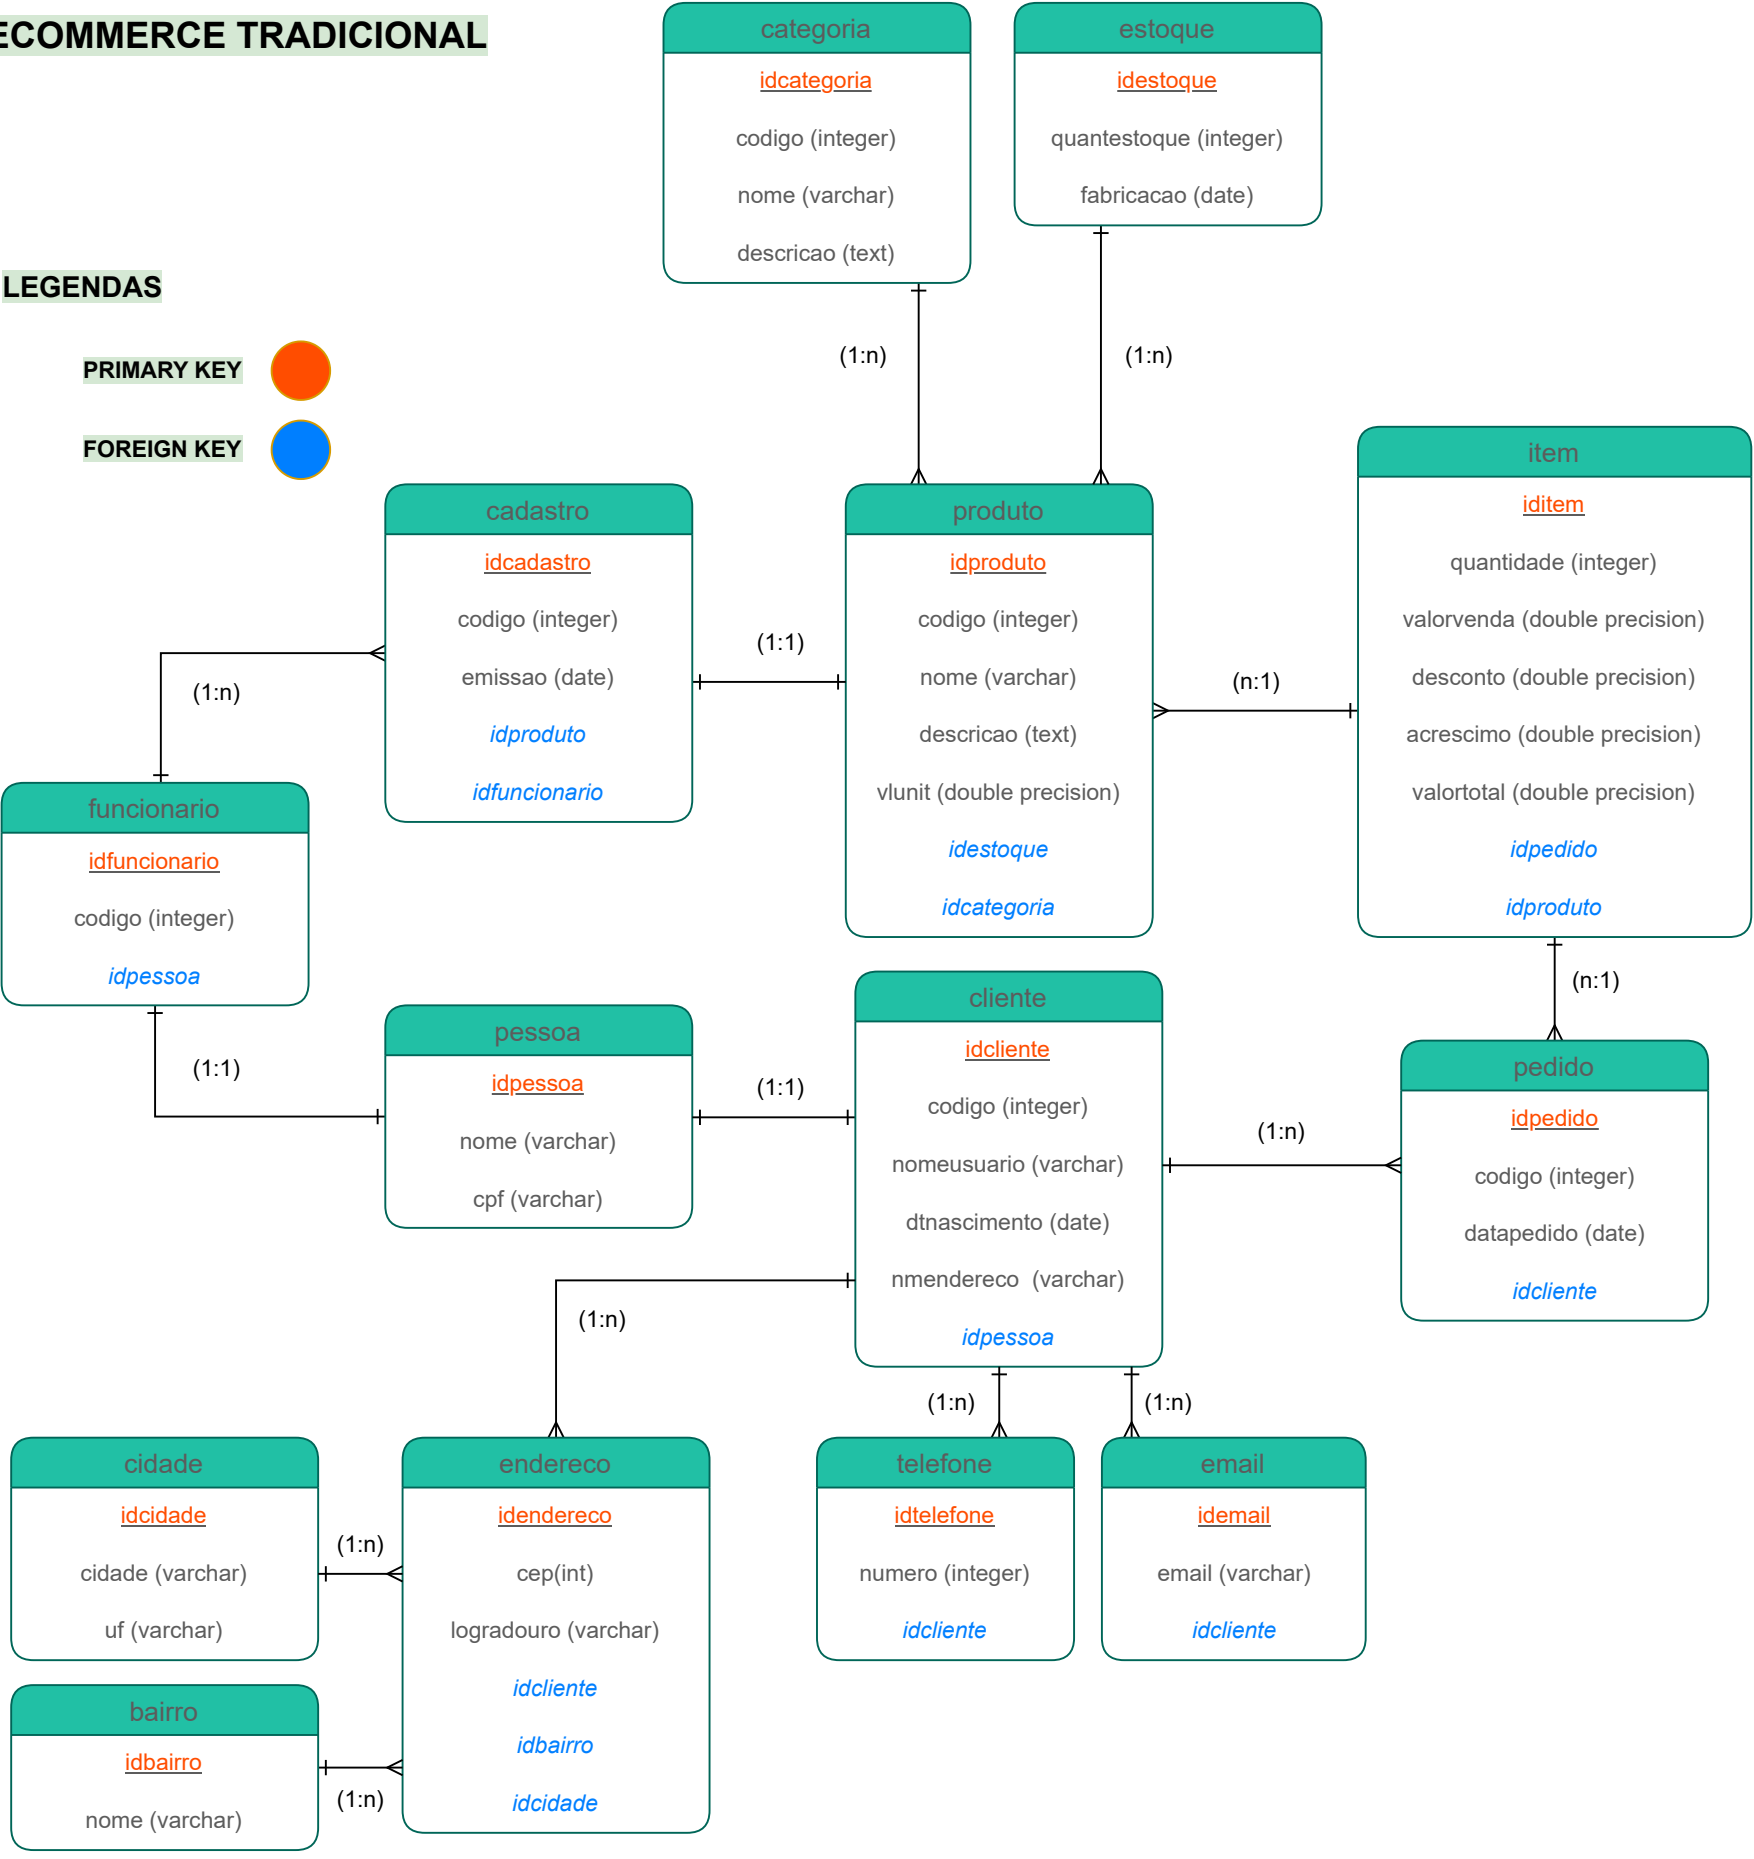 ECOMMERCE TRADICIONAL
LEGENDAS
PRIMARY KEY
FOREIGN KEY
categoria
idcategoria
codigo (integer)
nome (varchar)
descricao (text)
estoque
idestoque
quantestoque (integer)
fabricacao (date)
(1:n)
(1:n)
cadastro
idcadastro
codigo (integer)
emissao (date)
idproduto
idfuncionario
(1:1)
produto
idproduto
codigo (integer)
nome (varchar)
descricao (text)
vlunit (double precision)
idestoque
idcategoria
(n:1)
item
iditem
quantidade (integer)
valorvenda (double precision)
desconto (double precision)
acrescimo (double precision)
valortotal (double precision)
idpedido
idproduto
(1:n)
funcionario
idfuncionario
codigo (integer)
idpessoa
(1:1)
pessoa
idpessoa
nome (varchar)
cpf (varchar)
(1:1)
cliente
idcliente
codigo (integer)
nomeusuario (varchar)
dtnascimento (date)
nmendereco  (varchar)
idpessoa
(n:1)
(1:n)
pedido
idpedido
codigo (integer)
datapedido (date)
idcliente
(1:n)
(1:n)
(1:n)
cidade
idcidade
cidade (varchar)
uf (varchar)
(1:n)
bairro
idbairro
nome (varchar)
(1:n)
endereco
idendereco
cep(int)
logradouro (varchar)
idcliente
idbairro
idcidade
telefone
idtelefone
numero (integer)
idcliente
email
idemail
email (varchar)
idcliente